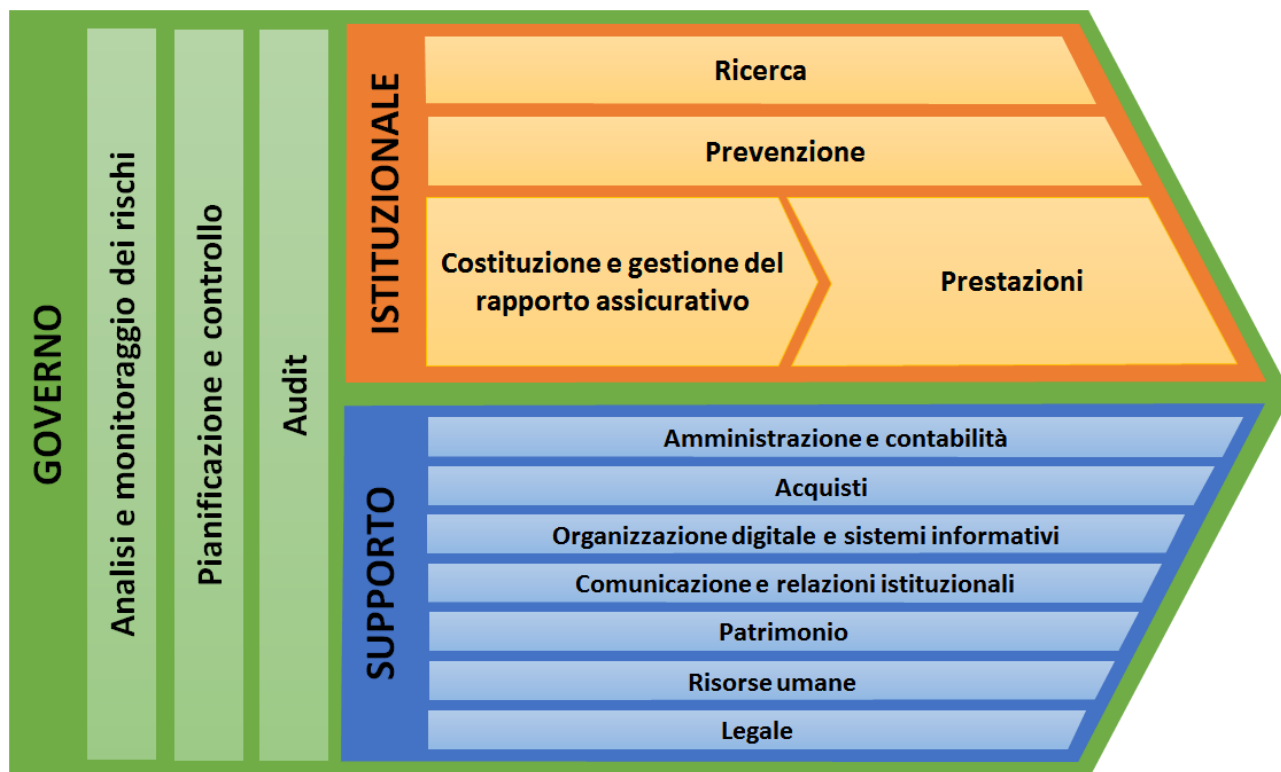 GOVERNO
Analisi e monitoraggio dei rischi
Pianificazione e controllo
Audit
ISTITUZIONALE
Ricerca
Prevenzione
Costituzione e gestione del
rapporto assicurativo
Prestazioni
SUPPORTO
Amministrazione e contabilità
Acquisti
Organizzazione digitale e sistemi informativi
Comunicazione e relazioni istituzionali
Patrimonio
Risorse umane
Legale